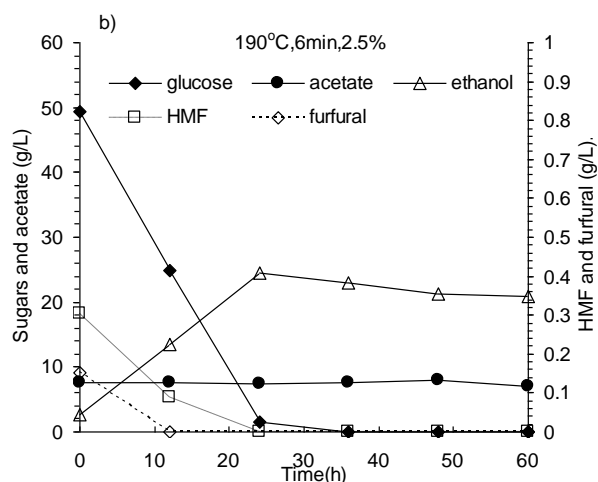 b)
190°C,6min,2.5%
glucose acetate ethanol
HMF furfural
Sugars and acetate (g/L)
60
50
40
30
20
10
0
HMF and furfural (g/L).
1
0.9
0.8
0.7
0.6
0.5
0.4
0.3
0.2
0.1
0
0 10 20 30 40 50 60
Time(h)